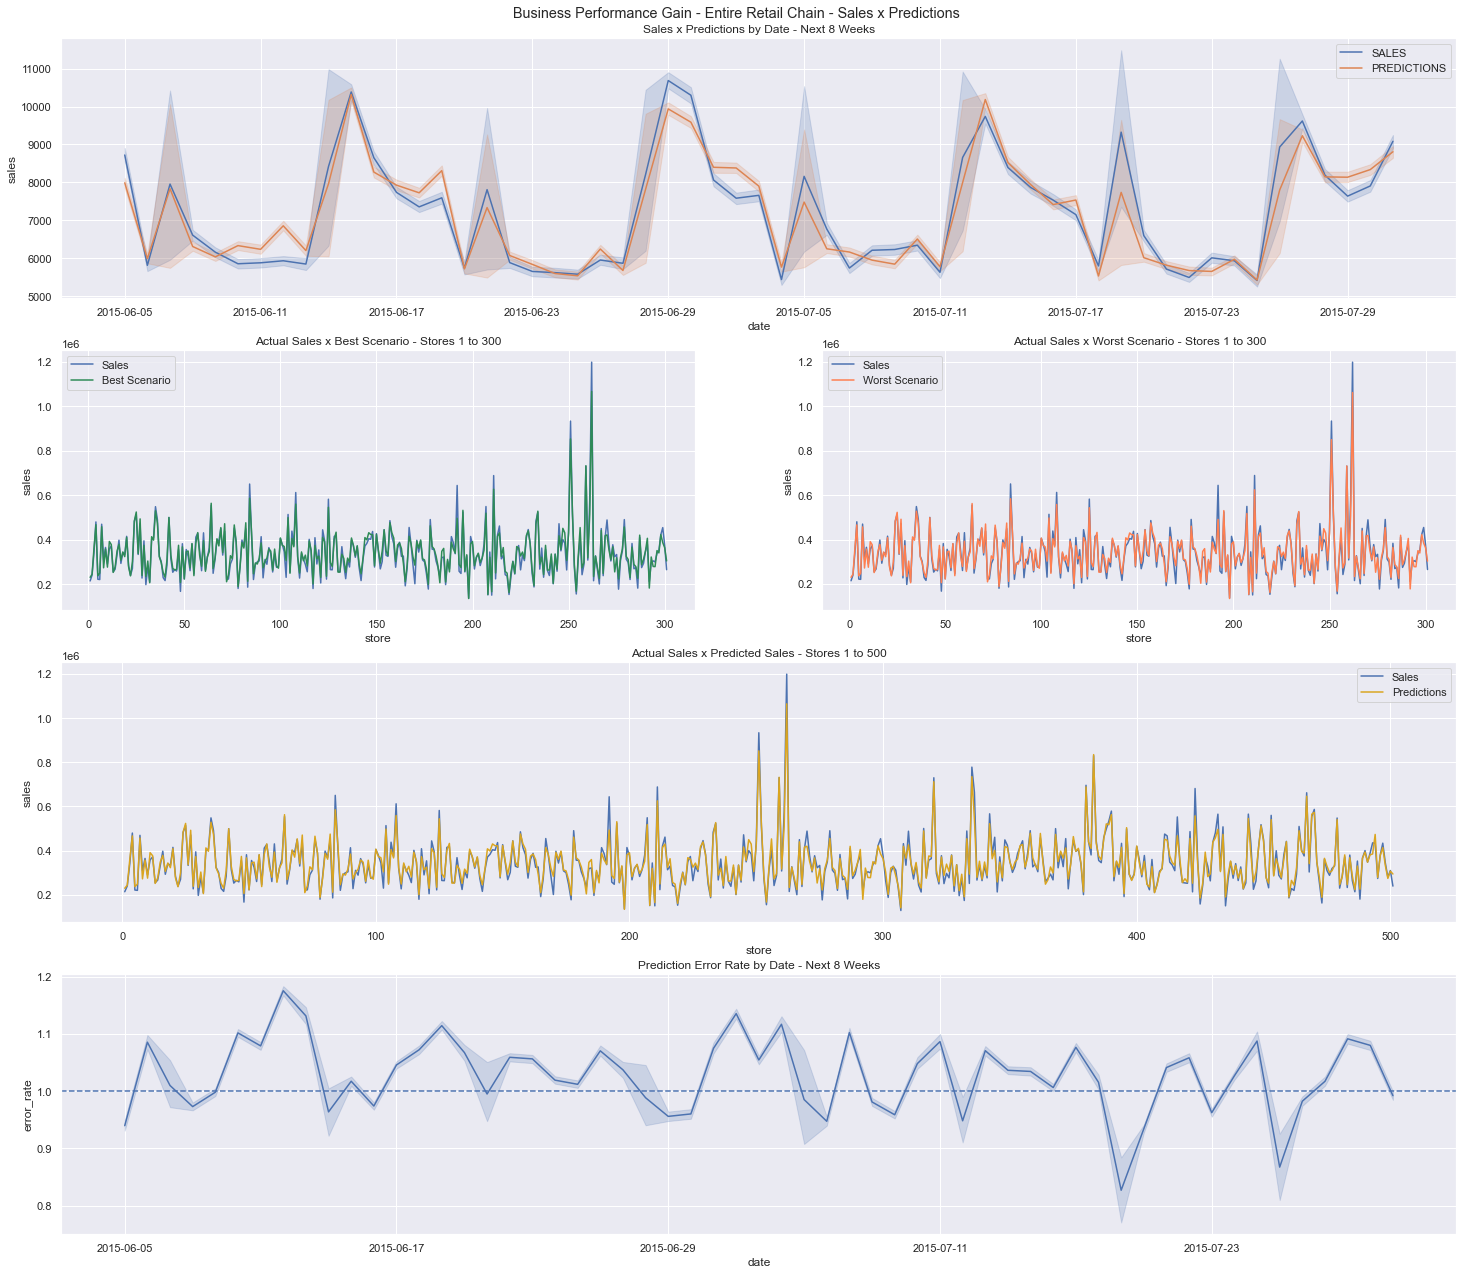 Business Performance Gain - Entire Retail Chain - Sales x Predictions
Sales x Predictions by Date - Next 8 Weeks
SALES
PREDICTIONS
11000
10000
9000
8000
7000
6000
5000
sales
2015-06-05
2015-06-11
2015-06-17
2015-06-23
2015-06-29
2015-07-05
2015-07-11
2015-07-17
2015-07-23
2015-07-29
date
Actual Sales x Best Scenario - Stores 1 to 300
1e6
Sales
Best Scenario
1.2
1.0
0.8
0.6
0.4
0.2
sales
0
50
100
150
200
250
300
store
Actual Sales x Worst Scenario - Stores 1 to 300
1e6
Sales
Worst Scenario
1.2
1.0
0.8
0.6
0.4
0.2
sales
0
50
100
150
200
250
300
store
Actual Sales x Predicted Sales - Stores 1 to 500
1e6
Sales
Predictions
1.2
1.0
0.8
0.6
0.4
0.2
sales
0
100
200
300
400
500
store
Prediction Error Rate by Date - Next 8 Weeks
1.2
1.1
1.0
0.9
0.8
error_rate
2015-06-05
2015-06-17
2015-06-29
2015-07-11
2015-07-23
date